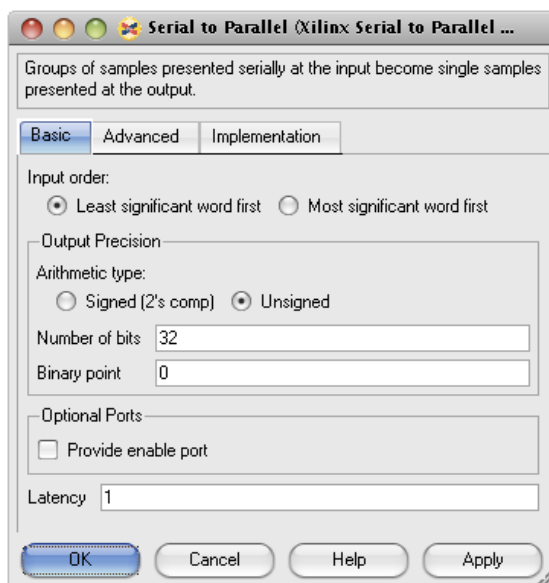 Serial to Parallel (Xilinx Serial to Parallel ...
Groups of samples presented serially at the input become single samples
presented at the output.
Basic Advanced Implementation
Input order:
Least significant word first Most significant word first
Output Precision
Arithmetic type:
Signed (2's comp) Unsigned
Number of bits 32
Binary point 0
Optional Ports
Provide enable port
Latency 1
OK Cancel Help Apply